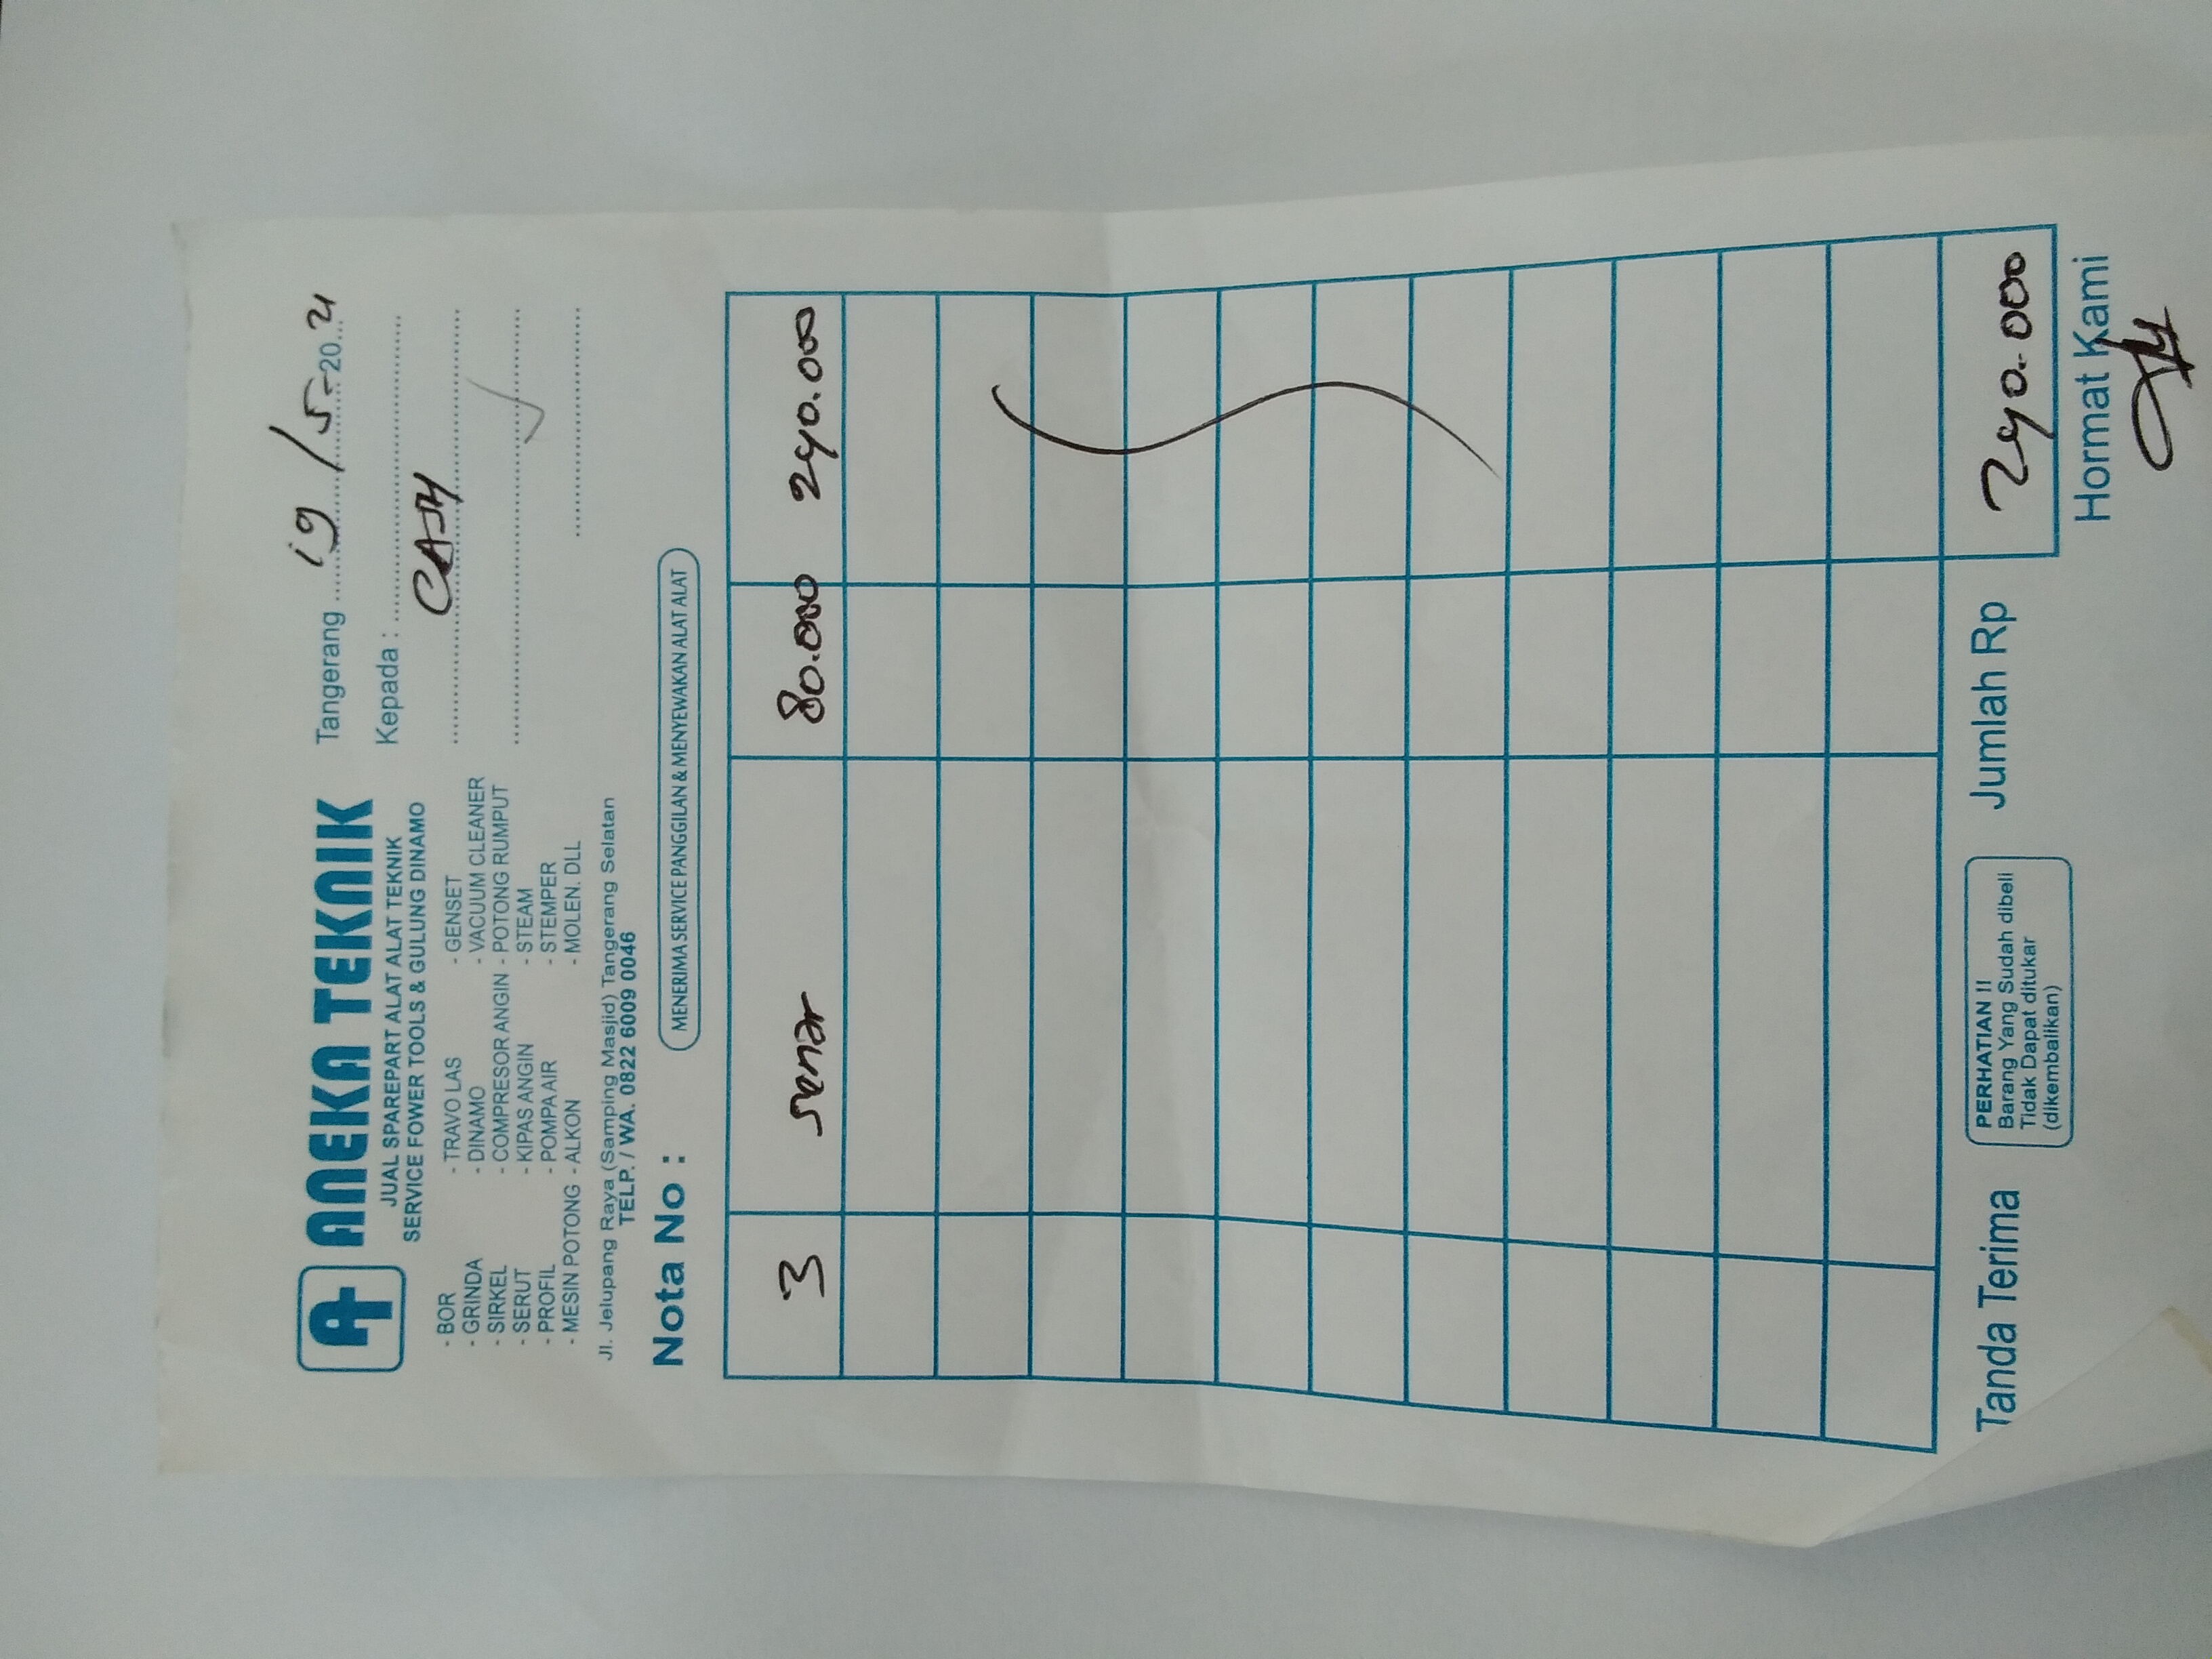 A ANEKA TEKNIK
JUAL SPAREPART ALAT ALAT TEKNIK
SERVICE FOWER TOOLS & GULUNG DINAMO
- BOR - TRAVO LAS - GENSET
- GRINDA - DINAMO - VACUUM CLEANER
- SIRKEL - COMPRESOR ANGIN - POTONG RUMPUT
- SERUT - KIPAS ANGIN - STEAM
- PROFIL - POMPA AIR - STEMPER
- MESIN POTONG - ALKON - MOLEN. DLL
Jl. Jelupang Raya (Samping Masjid) Tangerang Selatan
TELP. / WA. 0822 6009 0046
Tangerang 19/5-2021
Kepada :
CASH
Nota No :
MENERIMA SERVICE PANGGILAN & MENYEWAKAN ALAT ALAT
3 senar 80.000 240.000
Tanda Terima
PERHATIAN !!
Barang Yang Sudah dibeli
Tidak Dapat ditukar
(dikembalikan)
Jumlah Rp 240.000
Hormat Kami